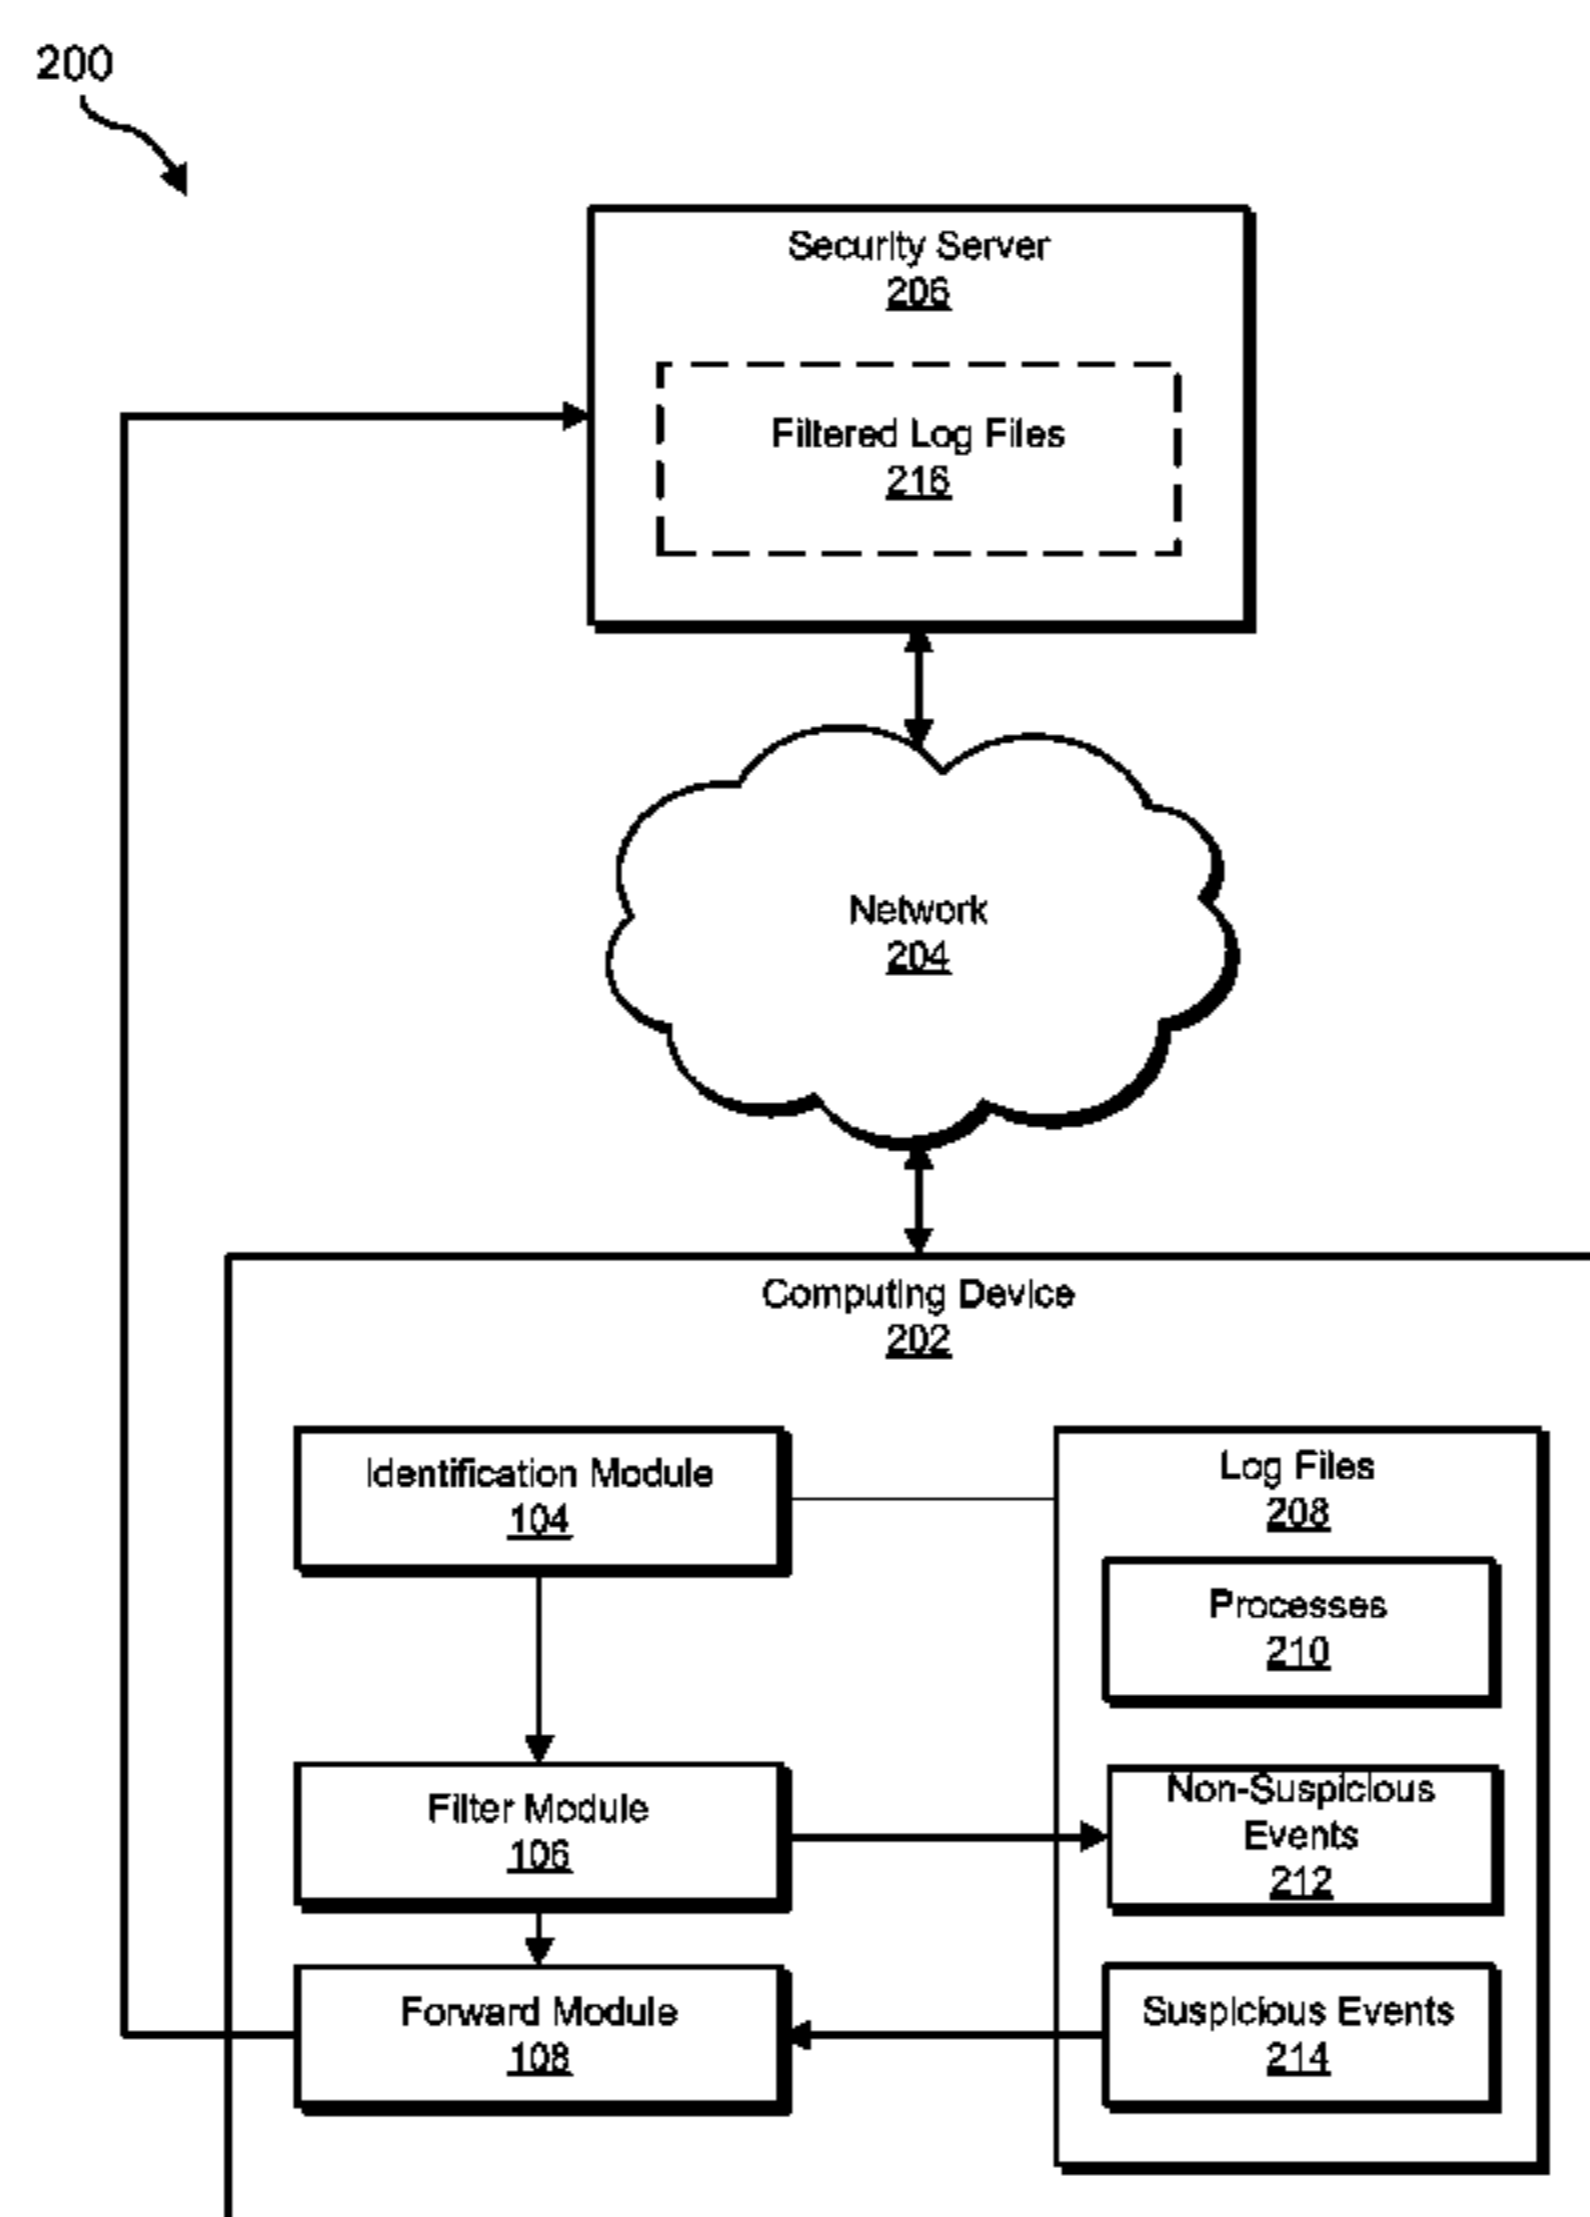 200
Security Server
206
Filtered Log Files
216
Network
204
Computing Device
202
Identification Module
104
Log Files
208
Processes
210
Filter Module
106
Non-Suspicious
Events
212
Forward Module
108
Suspicious Events
214